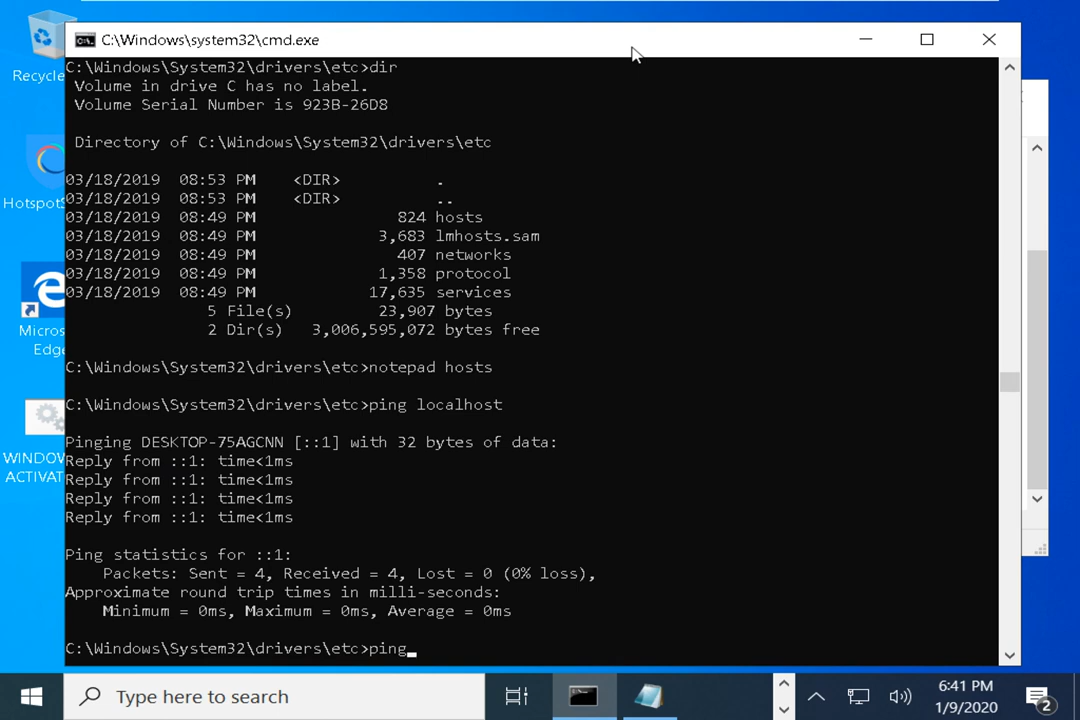 C:\Windows\system32\cmd.exe
C:\Windows\System32\drivers\etc>dir
Volume in drive C has no label.
Volume Serial Number is 923B-26D8
Directory of C:\Windows\System32\drivers\etc
03/18/2019 08:53 PM <DIR> .
03/18/2019 08:53 PM <DIR> ..
03/18/2019 08:49 PM 824 hosts
03/18/2019 08:49 PM 3,683 lmhosts.sam
03/18/2019 08:49 PM 407 networks
03/18/2019 08:49 PM 1,358 protocol
03/18/2019 08:49 PM 17,635 services
5 File(s) 23,907 bytes
2 Dir(s) 3,006,595,072 bytes free
C:\Windows\System32\drivers\etc>notepad hosts
C:\Windows\System32\drivers\etc>ping localhost
Pinging DESKTOP-75AGCNN [::1] with 32 bytes of data:
Reply from ::1: time<1ms
Reply from ::1: time<1ms
Reply from ::1: time<1ms
Reply from ::1: time<1ms
Ping statistics for ::1:
Packets: Sent = 4, Received = 4, Lost = 0 (0% loss),
Approximate round trip times in milli-seconds:
Minimum = 0ms, Maximum = 0ms, Average = 0ms
C:\Windows\System32\drivers\etc>ping
Recycle
HotspotS
Micros
Edge
WINDOW
ACTIVAT
Type here to search
6:41 PM
1/9/2020
2